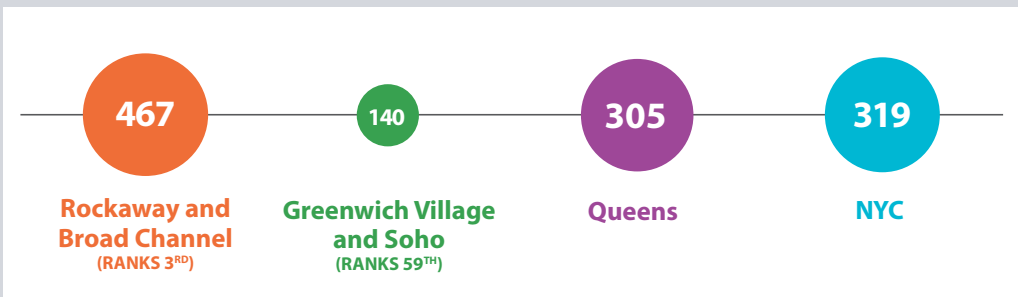 467
140
305
319
Rockaway and
Broad Channel
(RANKS 3RD)
Greenwich Village
and Soho
(RANKS 59TH)
Queens
NYC